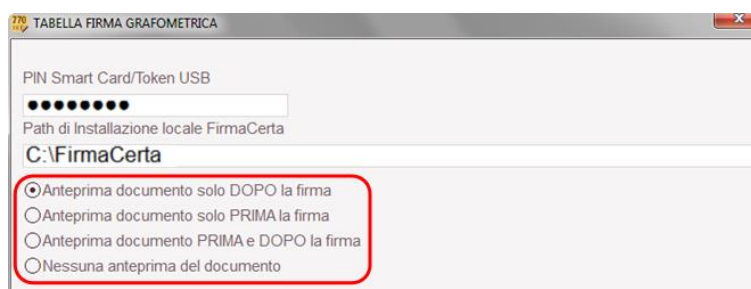 770
TABELLA FIRMA GRAFOMETRICA
PIN Smart Card/Token USB
●●●●●●●●
Path di Installazione locale FirmaCerta
C:\FirmaCerta
Anteprima documento solo DOPO la firma
Anteprima documento solo PRIMA la firma
Anteprima documento PRIMA e DOPO la firma
Nessuna anteprima del documento